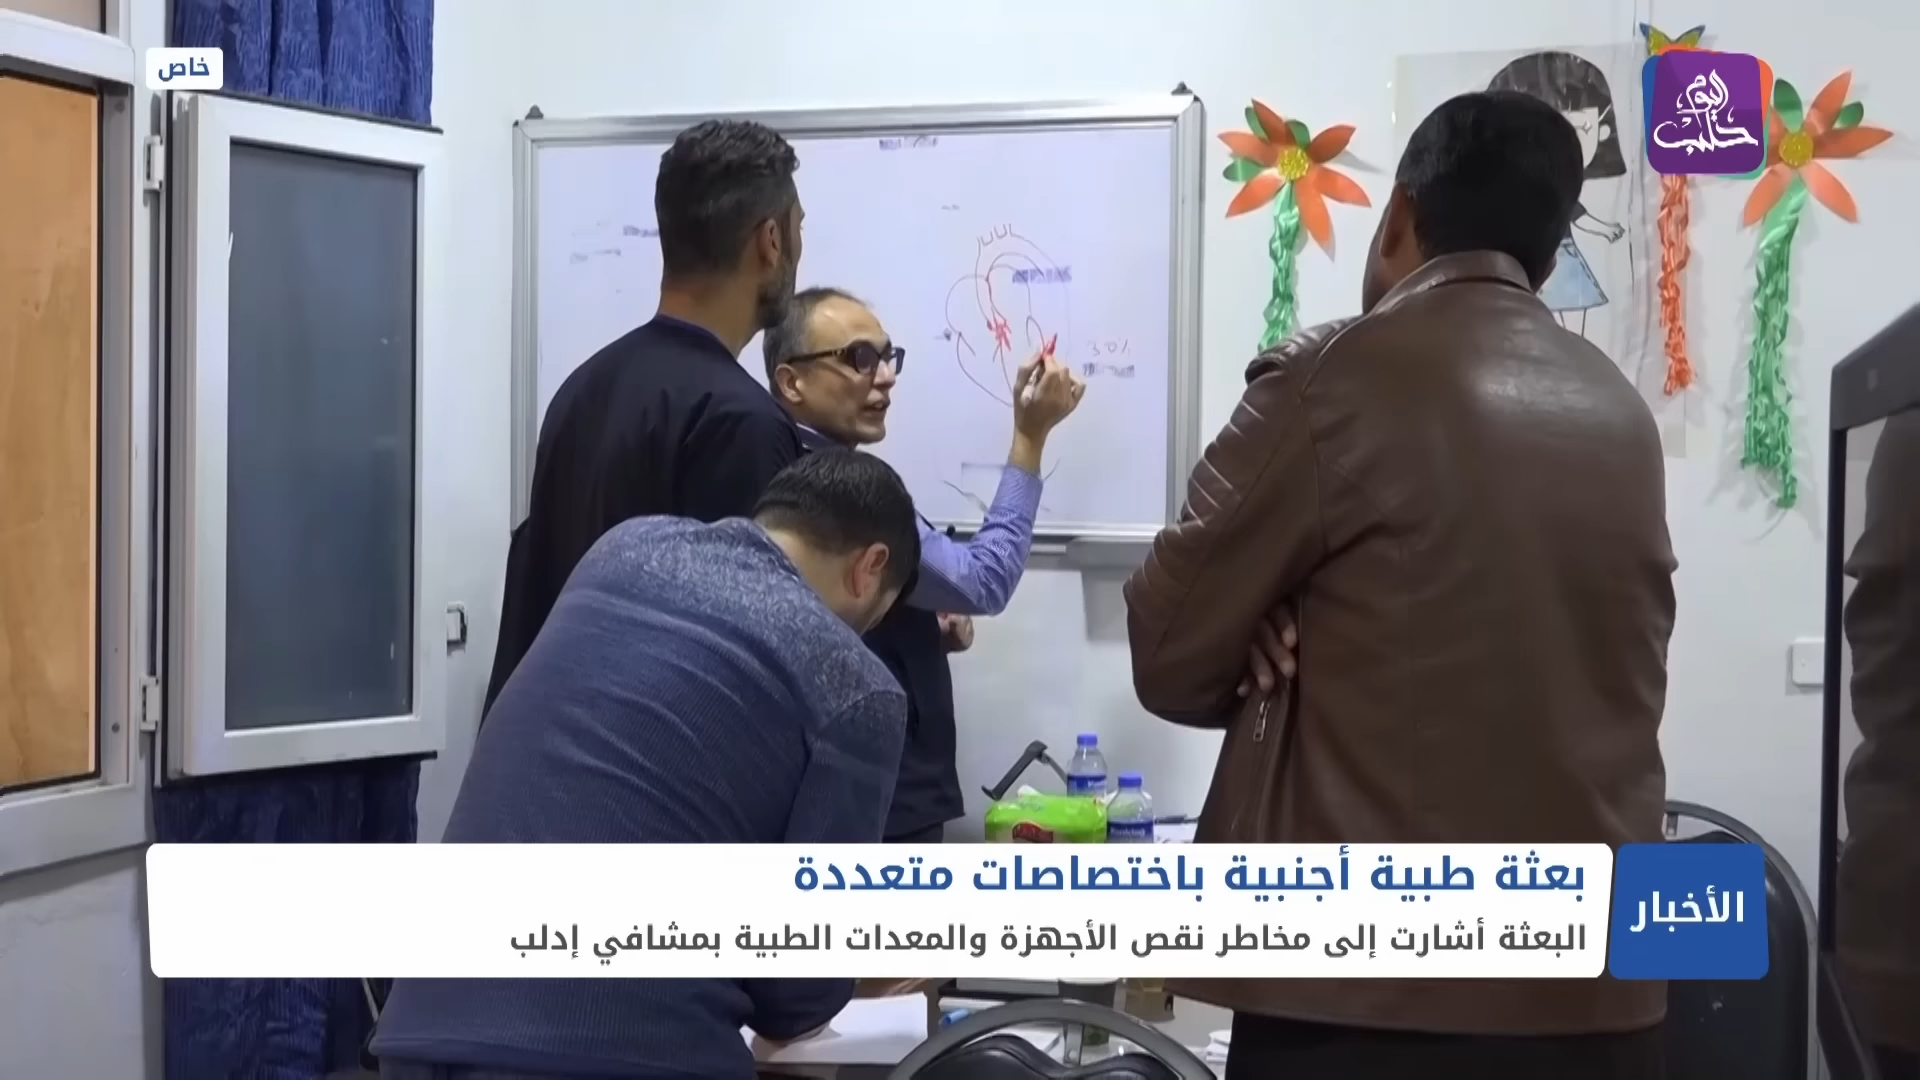 خاص
حلب اليوم
30%
بعثة طبية أجنبية باختصاصات متعددة
الأخبار
البعثة أشارت إلى مخاطر نقص الأجهزة والمعدات الطبية بمشافي إدلب